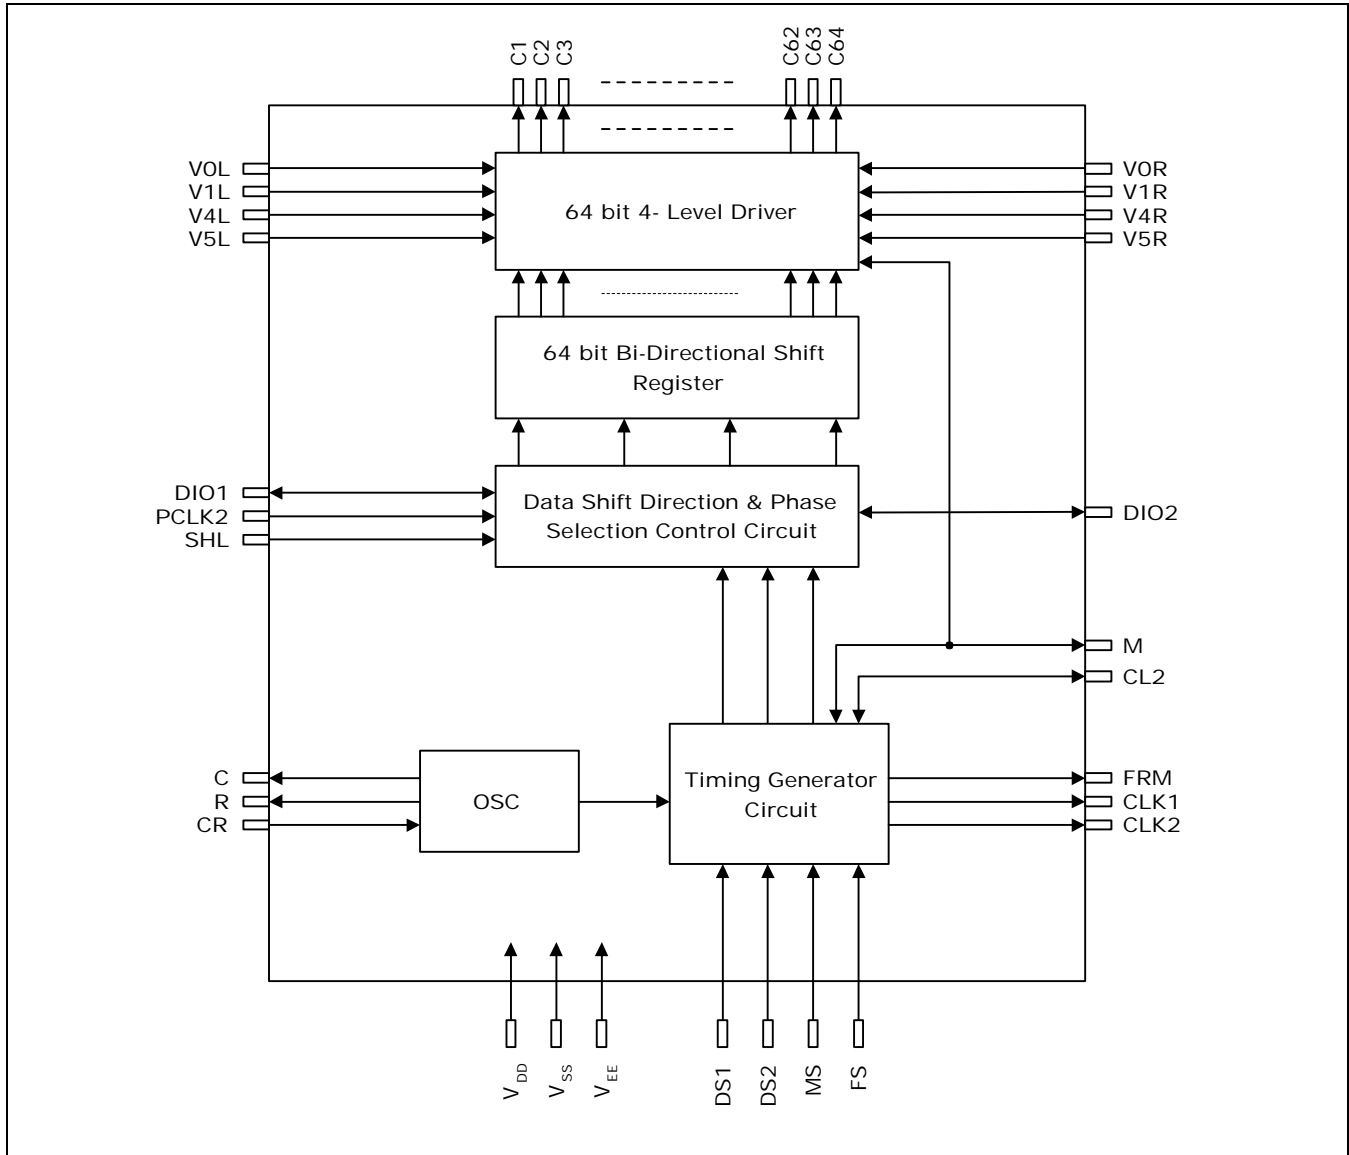 C1
C2
C3
C62
C63
C64
V0L
V1L
V4L
V5L
64 bit 4- Level Driver
V0R
V1R
V4R
V5R
64 bit Bi-Directional Shift
Register
DIO1
PCLK2
SHL
Data Shift Direction & Phase
Selection Control Circuit
DIO2
M
CL2
C
R
CR
OSC
Timing Generator
Circuit
FRM
CLK1
CLK2
VDD
VSS
VEE
DS1
DS2
MS
FS